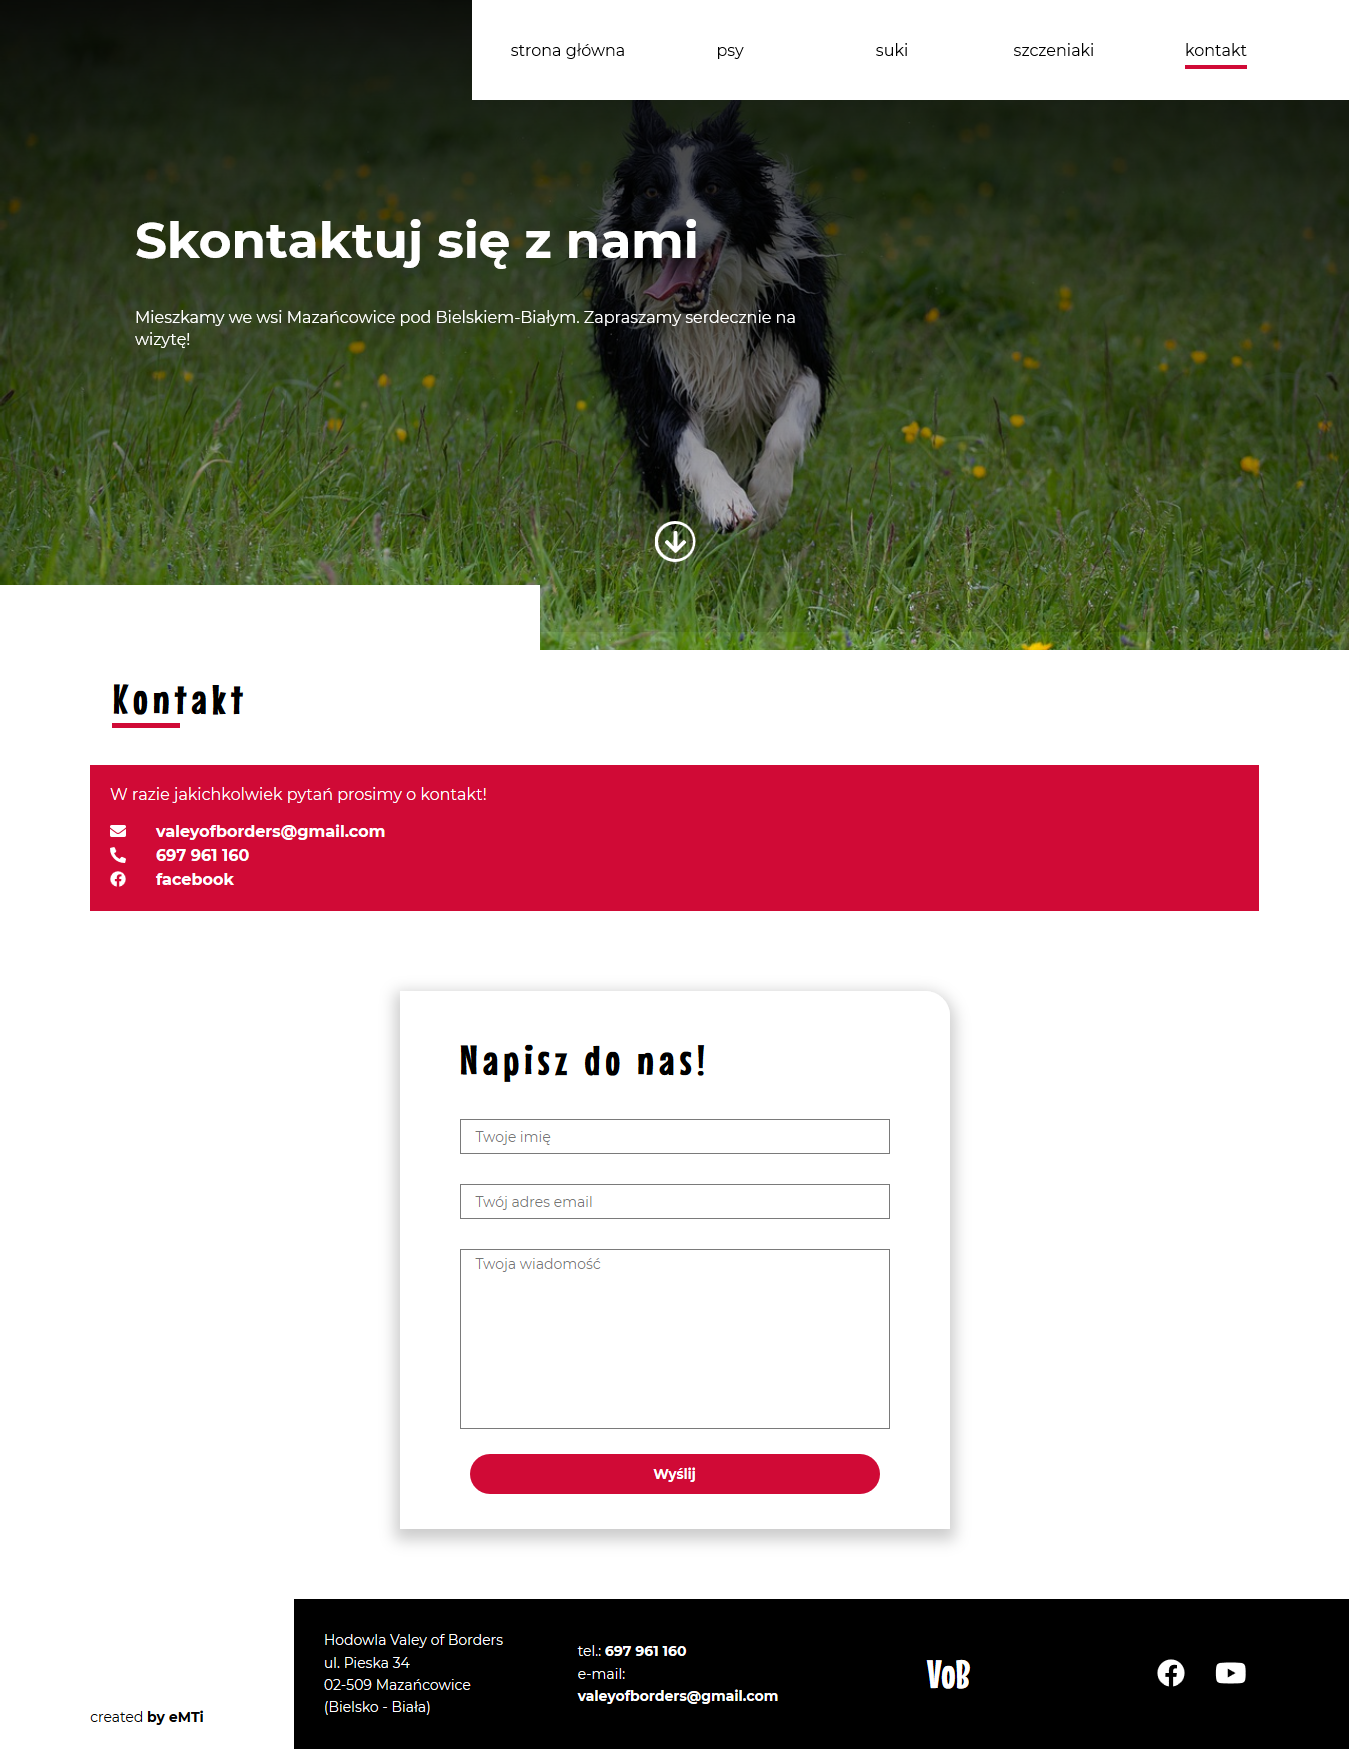 strona główna
psy
suki
szczeniaki
kontakt
Skontaktuj się z nami
Mieszkamy we wsi Mazańcowice pod Bielskiem-Białym. Zapraszamy serdecznie na
wizytę!
Kontakt
W razie jakichkolwiek pytań prosimy o kontakt!
valeyofborders@gmail.com
697 961 160
facebook
Napisz do nas!
Twoje imię
Twój adres email
Twoja wiadomość
Wyślij
created by eMTi
Hodowla Valey of Borders
ul. Pieska 34
02-509 Mazańcowice
(Bielsko - Biała)
tel.: 697 961 160
e-mail:
valeyofborders@gmail.com
VoB